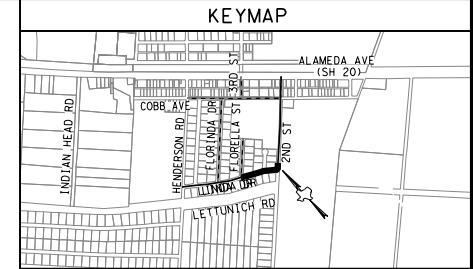 KEYMAP
ALAMEDA AVE
(SH 20)
3RD ST
COBB AVE
INDIAN HEAD RD
HENDERSON RD
FLORINDA DR
FLORELLA ST
2ND ST
LINDA DR
LETTUNICH RD